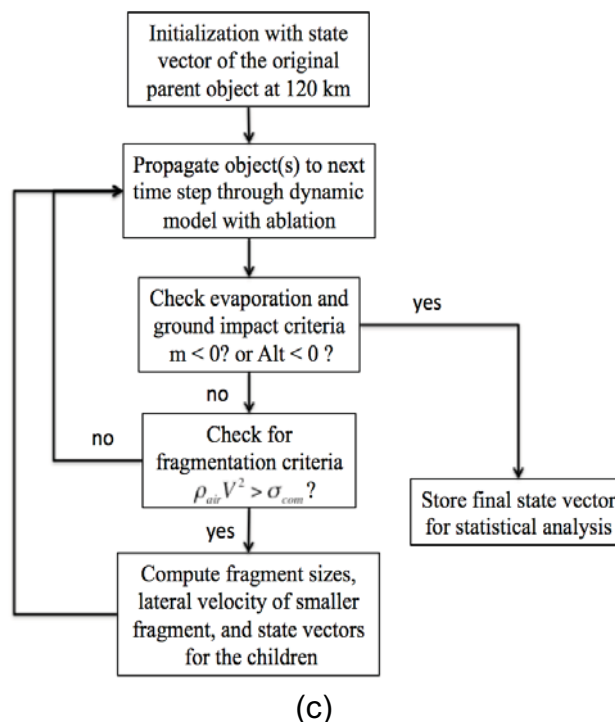 Initialization with state
vector of the original
parent object at 120 km
Propagate object(s) to next
time step through dynamic
model with ablation
Check evaporation and
ground impact criteria
m < 0? or Alt < 0 ?
yes
no
no
Check for
fragmentation criteria
ρ_air V² > σ_com ?
yes
Store final state vector
for statistical analysis
Compute fragment sizes,
lateral velocity of smaller
fragment, and state vectors
for the children
(c)